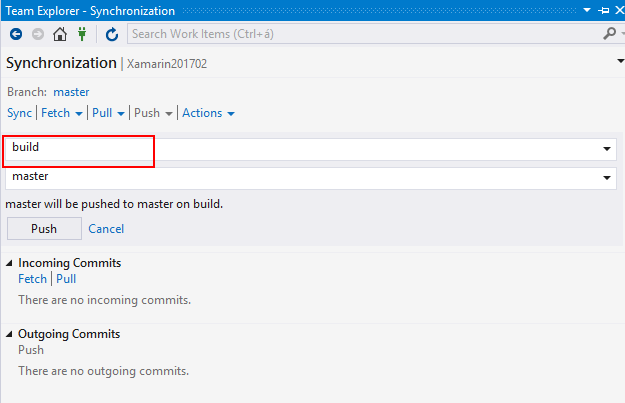 Team Explorer - Synchronization
Search Work Items (Ctrl+á)
Synchronization | Xamarin201702
Branch: master
Sync | Fetch | Pull | Push | Actions
build
master
master will be pushed to master on build.
Push Cancel
Incoming Commits
Fetch | Pull
There are no incoming commits.
Outgoing Commits
Push
There are no outgoing commits.